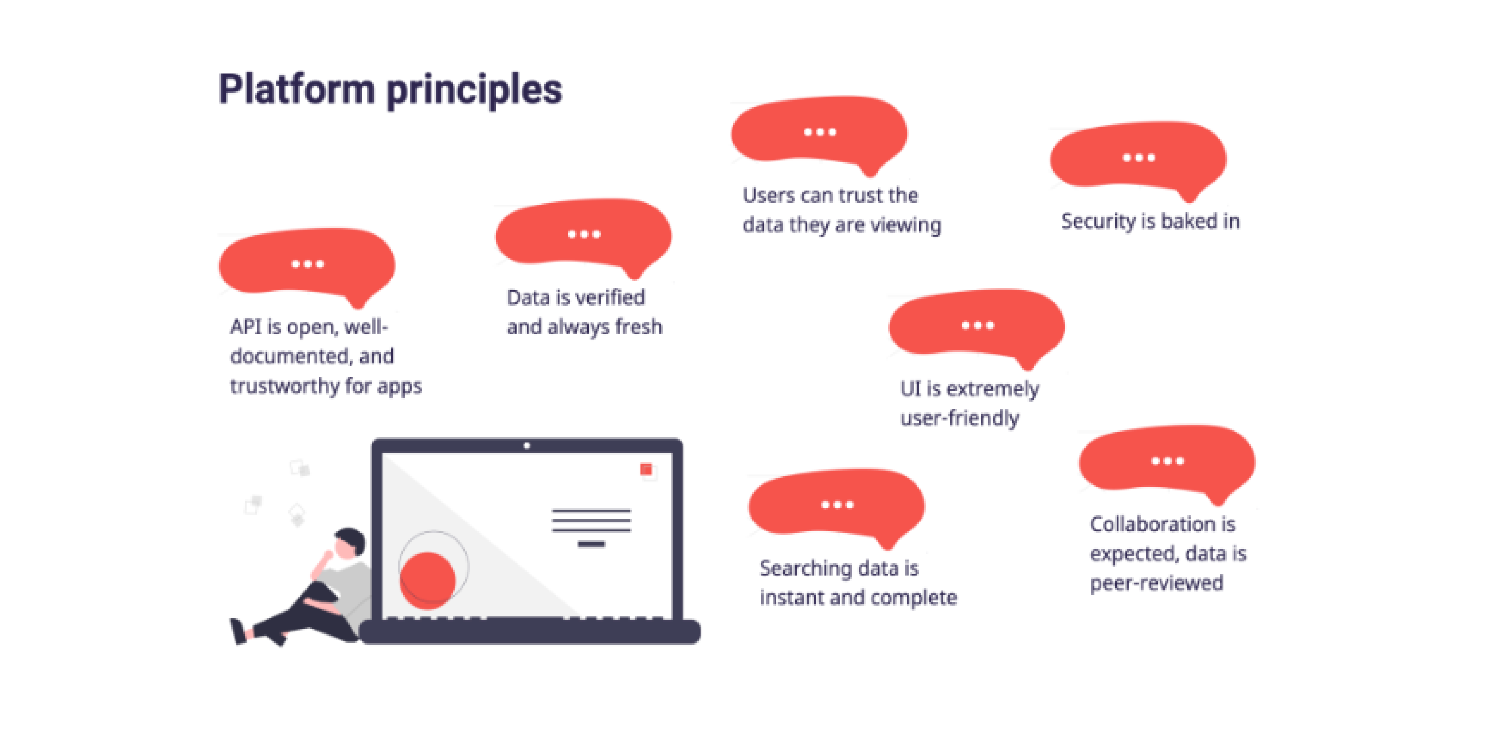 Platform principles
Users can trust the
data they are viewing
Security is baked in
Data is verified
and always fresh
API is open, well-
documented, and
trustworthy for apps
UI is extremely
user-friendly
Searching data is
instant and complete
Collaboration is
expected, data is
peer-reviewed